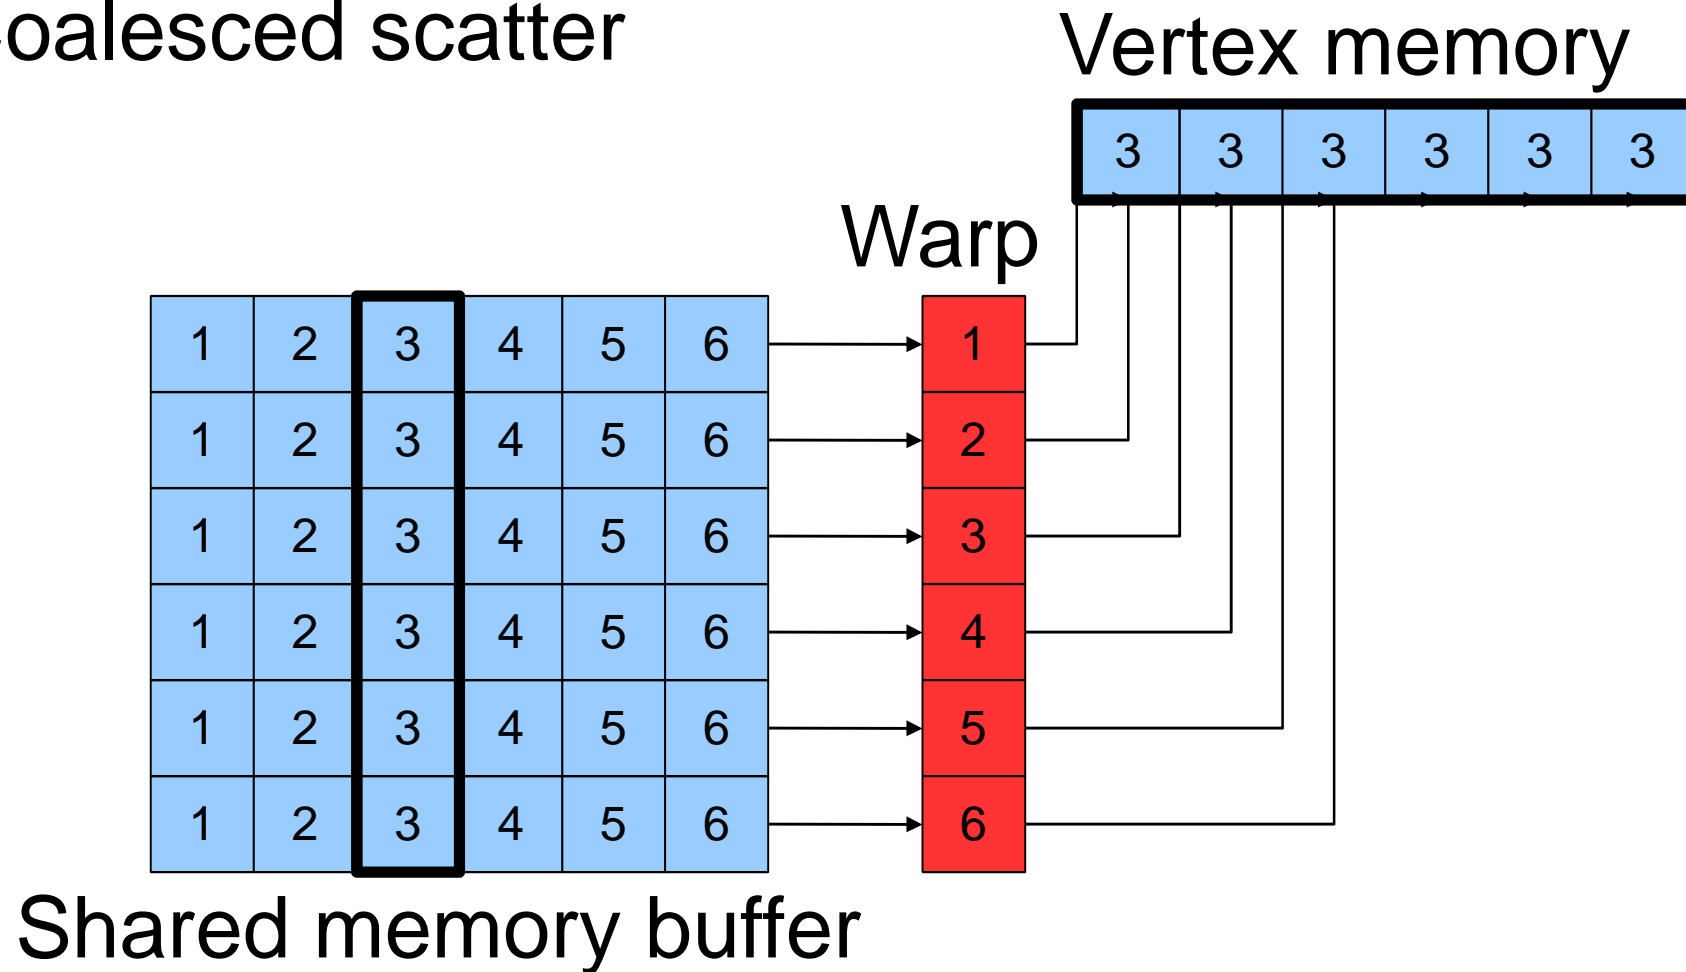 oalesced scatter
Vertex memory
3 3 3 3 3 3
Warp
1 2 3 4 5 6 1
1 2 3 4 5 6 2
1 2 3 4 5 6 3
1 2 3 4 5 6 4
1 2 3 4 5 6 5
1 2 3 4 5 6 6
Shared memory buffer